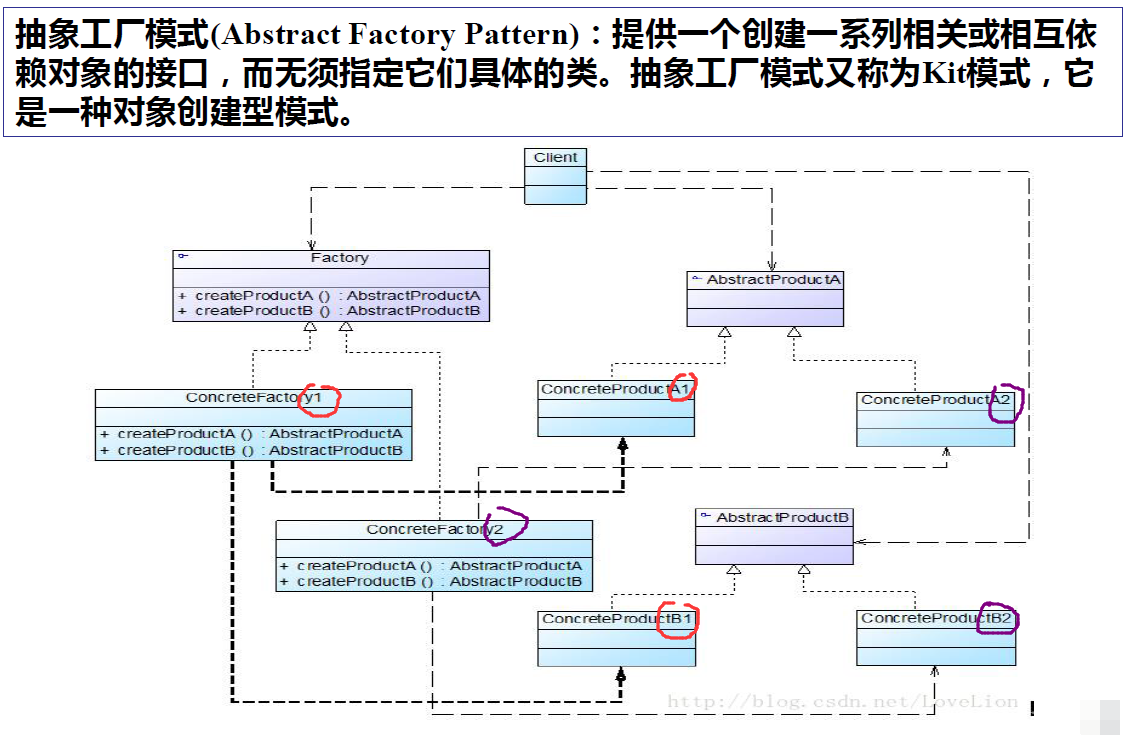 抽象工厂模式(Abstract Factory Pattern)：提供一个创建一系列相关或相互依
赖对象的接口，而无须指定它们具体的类。抽象工厂模式又称为Kit模式，它
是一种对象创建型模式。
Client
Factory
+ createProductA () : AbstractProductA
+ createProductB () : AbstractProductB
AbstractProductA
ConcreteFactory1
+ createProductA () : AbstractProductA
+ createProductB () : AbstractProductB
ConcreteProductA1
ConcreteProductA2
ConcreteFactory2
+ createProductA () : AbstractProductA
+ createProductB () : AbstractProductB
AbstractProductB
ConcreteProductB1
ConcreteProductB2
http://blog.csdn.net/LoveLion